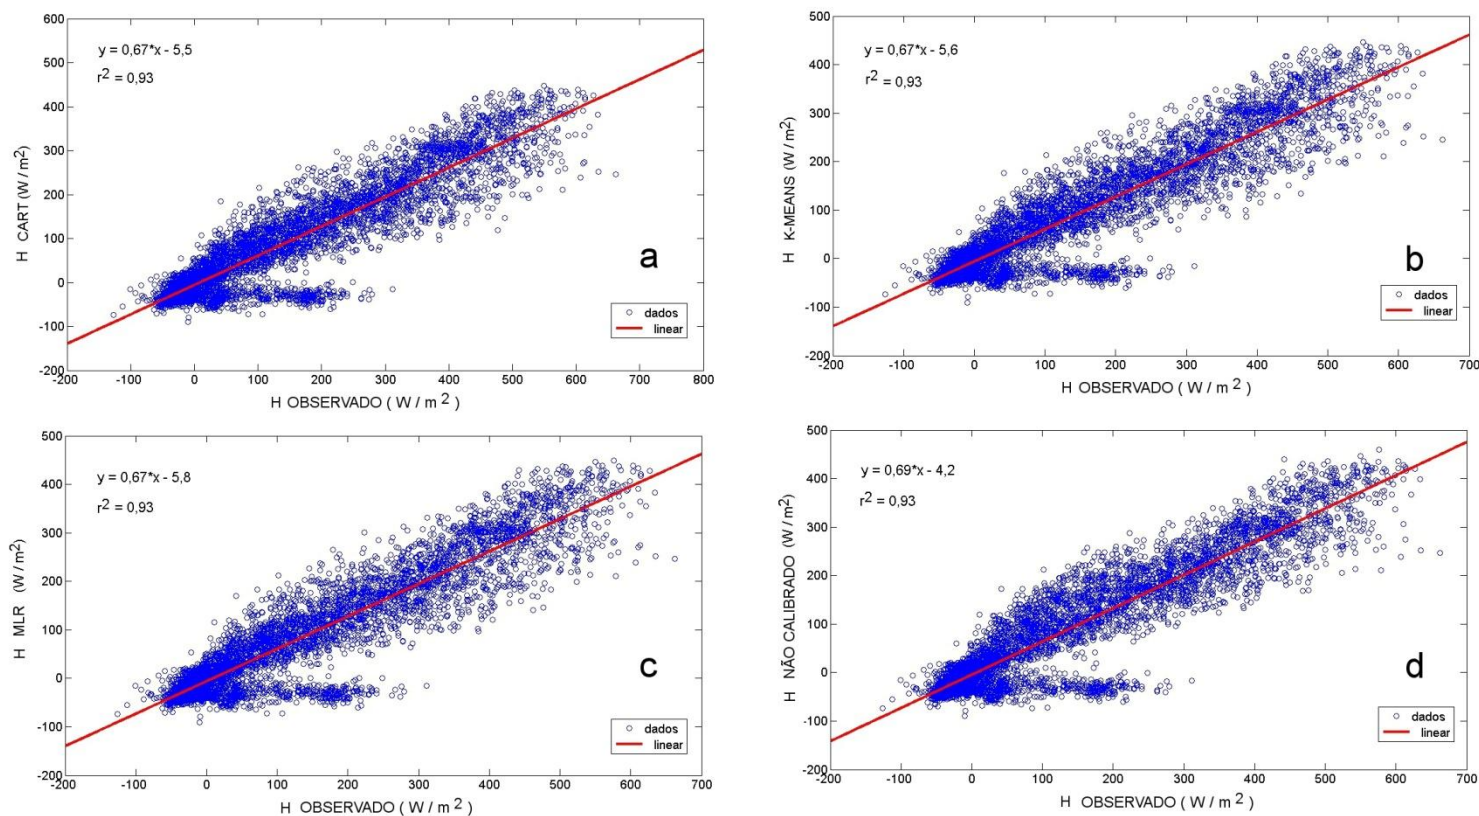 y = 0,67*x - 5,5
r2 = 0,93
H CART (W / m2)
600
500
400
300
200
100
0
-100
-200
-200 -100 0 100 200 300 400 500 600 700 800
H OBSERVADO ( W / m 2 )
a
dados
linear
y = 0,67*x - 5,6
r2 = 0,93
H K-MEANS (W / m2)
500
400
300
200
100
0
-100
-200
-200 -100 0 100 200 300 400 500 600 700
H OBSERVADO ( W / m 2 )
b
dados
linear
y = 0,67*x - 5,8
r2 = 0,93
H MLR (W / m2)
500
400
300
200
100
0
-100
-200
-200 -100 0 100 200 300 400 500 600 700
H OBSERVADO ( W / m 2 )
c
dados
linear
y = 0,69*x - 4,2
r2 = 0,93
H NÃO CALIBRADO (W / m2)
500
400
300
200
100
0
-100
-200
-200 -100 0 100 200 300 400 500 600 700
H OBSERVADO ( W / m 2 )
d
dados
linear